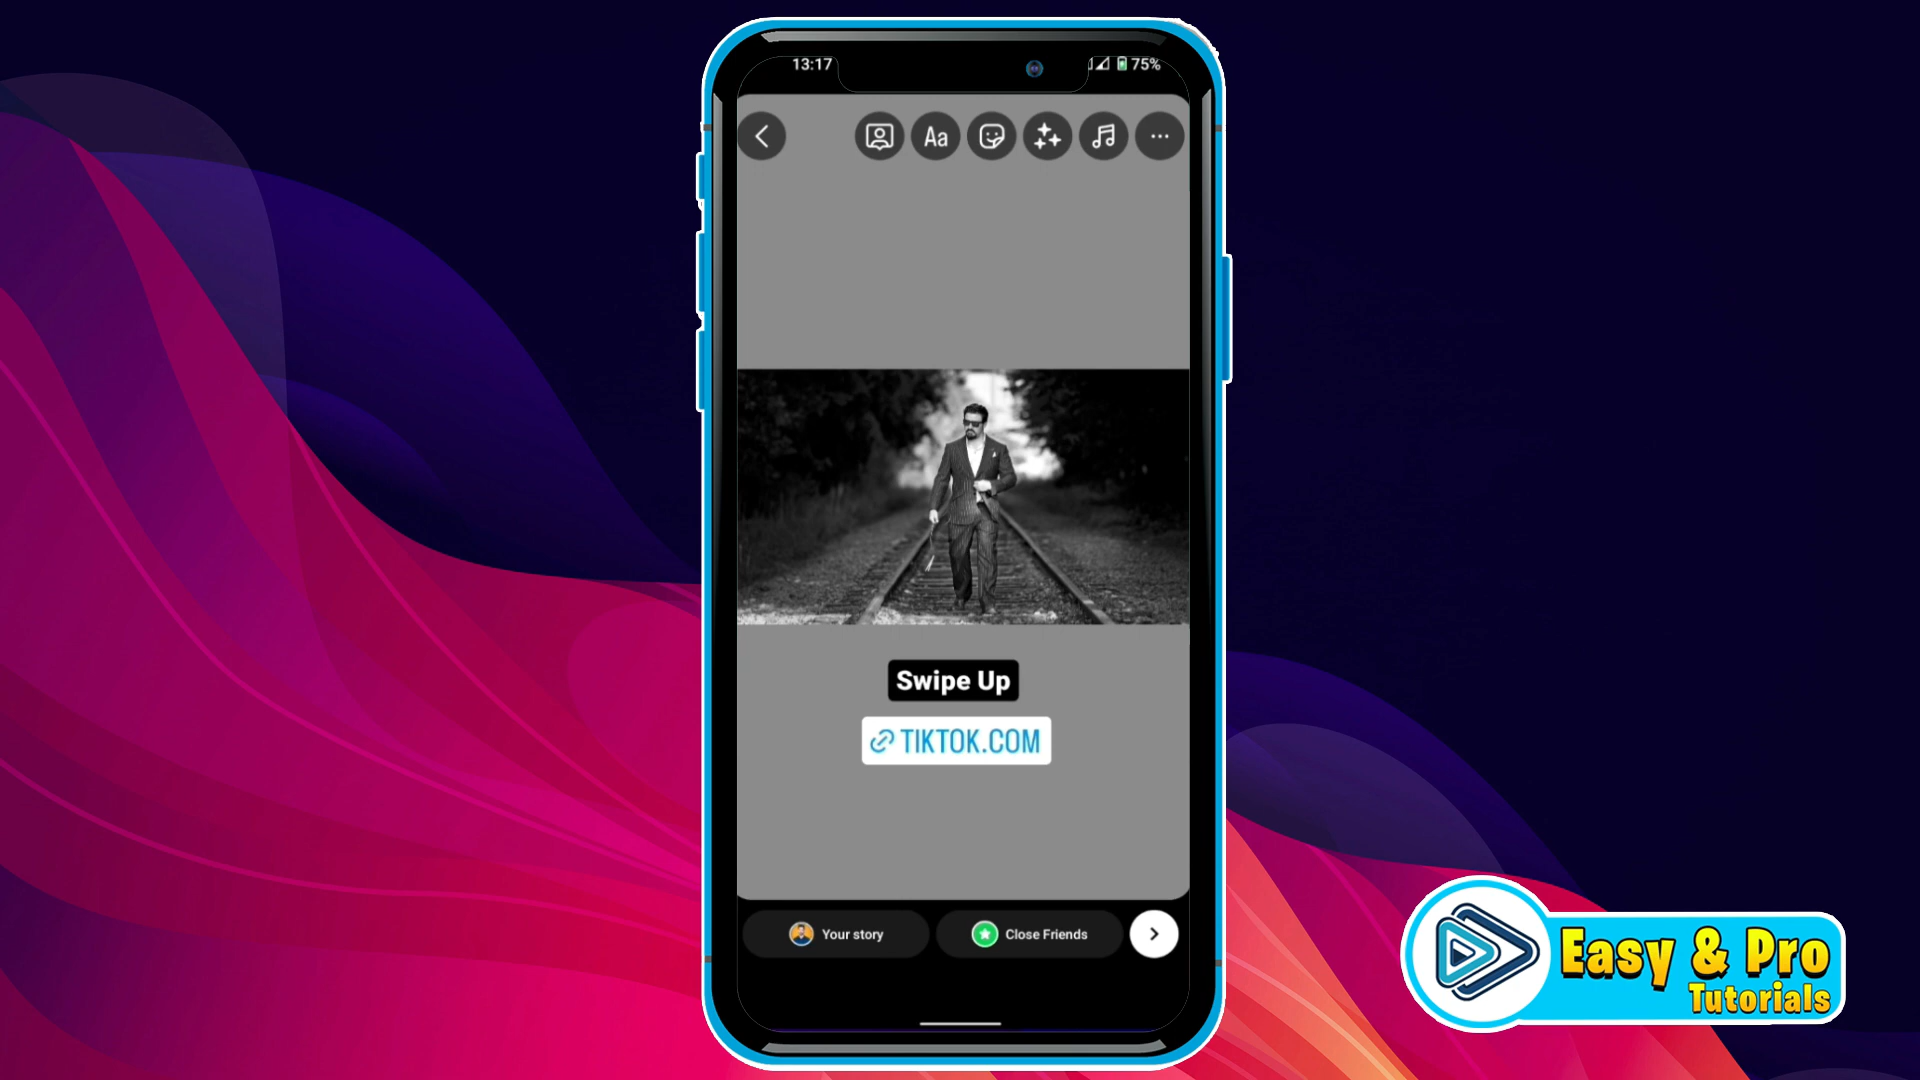 13:17
75%
Aa
Swipe Up
TIKTOK.COM
Your story
Close Friends
Easy & Pro
Tutorials